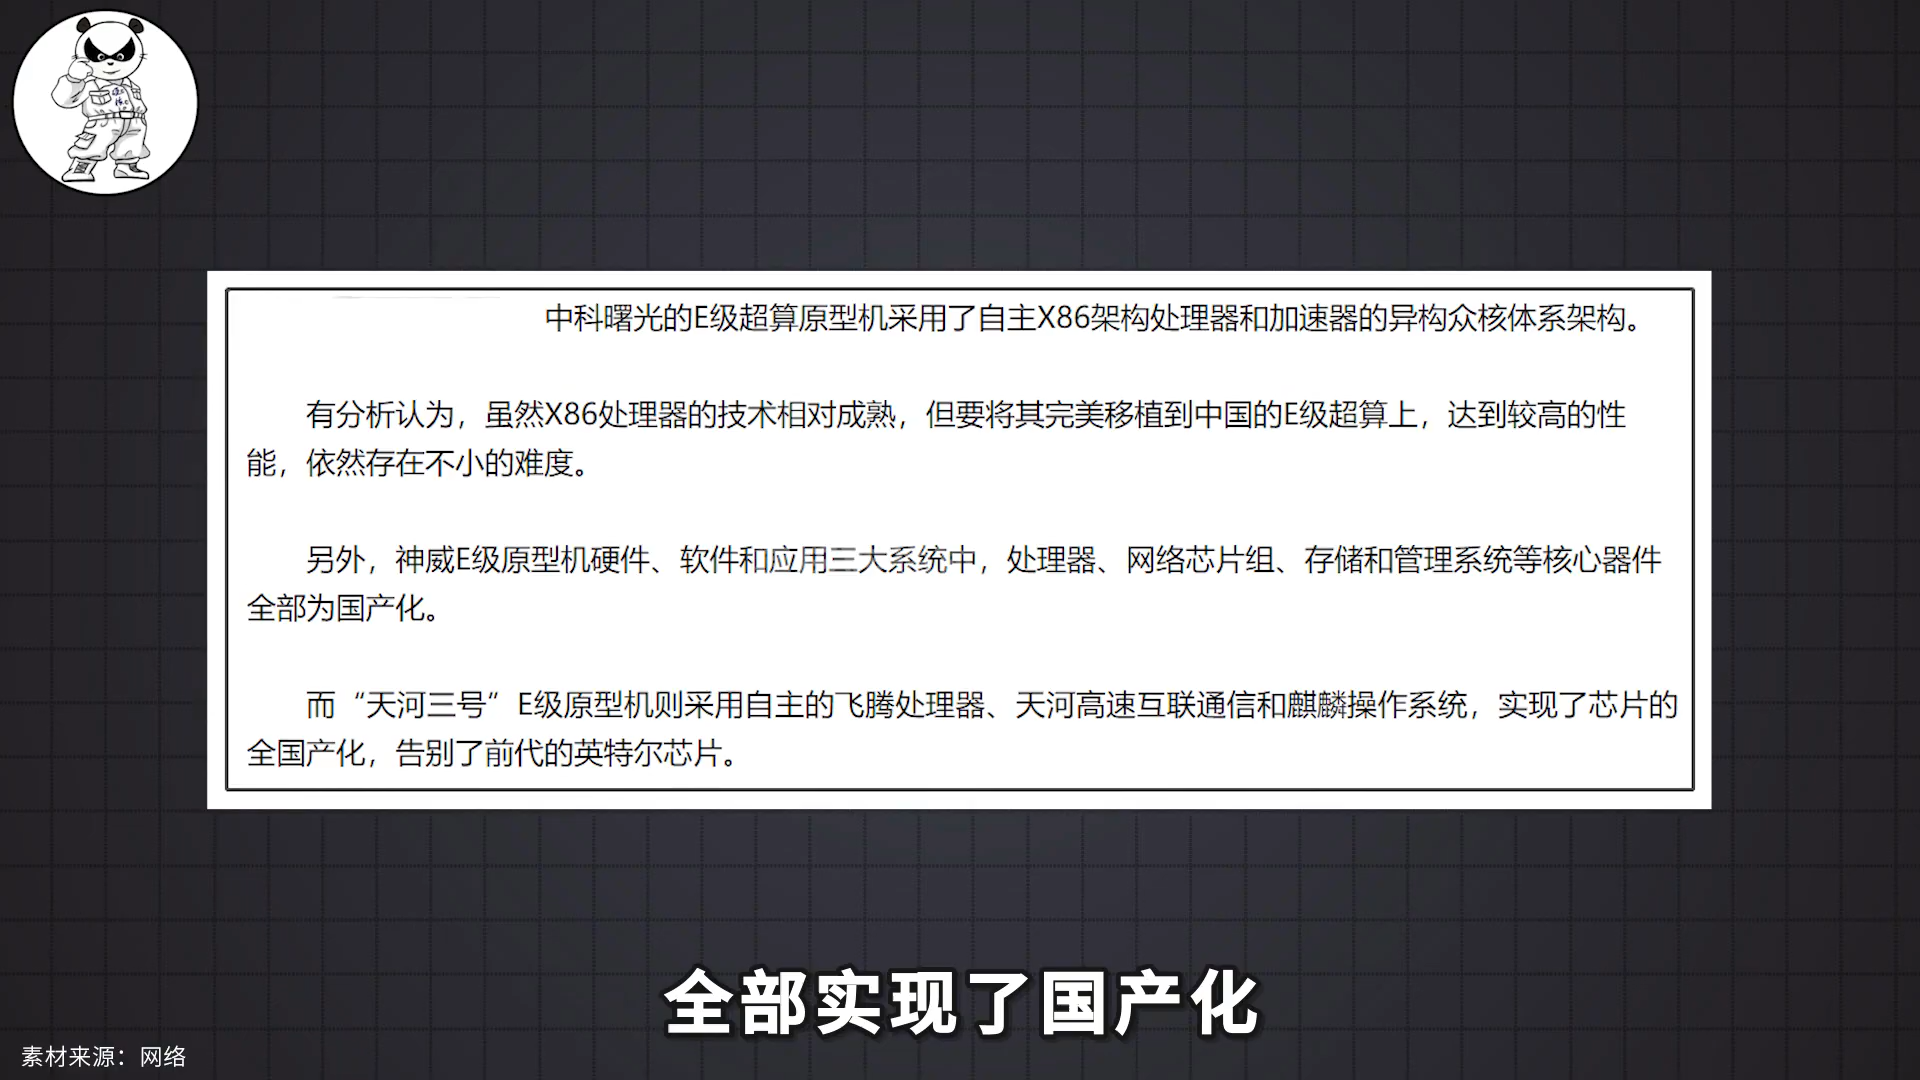 中科曙光的E级超算原型机采用了自主X86架构处理器和加速器的异构众核体系架构。
有分析认为，虽然X86处理器的技术相对成熟，但要将其完美移植到中国的E级超算上，达到较高的性
能，依然存在不小的难度。
另外，神威E级原型机硬件、软件和应用三大系统中，处理器、网络芯片组、存储和管理系统等核心器件
全部为国产化。
而“天河三号”E级原型机则采用自主的飞腾处理器、天河高速互联通信和麒麟操作系统，实现了芯片的
全国产化，告别了前代的英特尔芯片。
全部实现了国产化
素材来源：网络